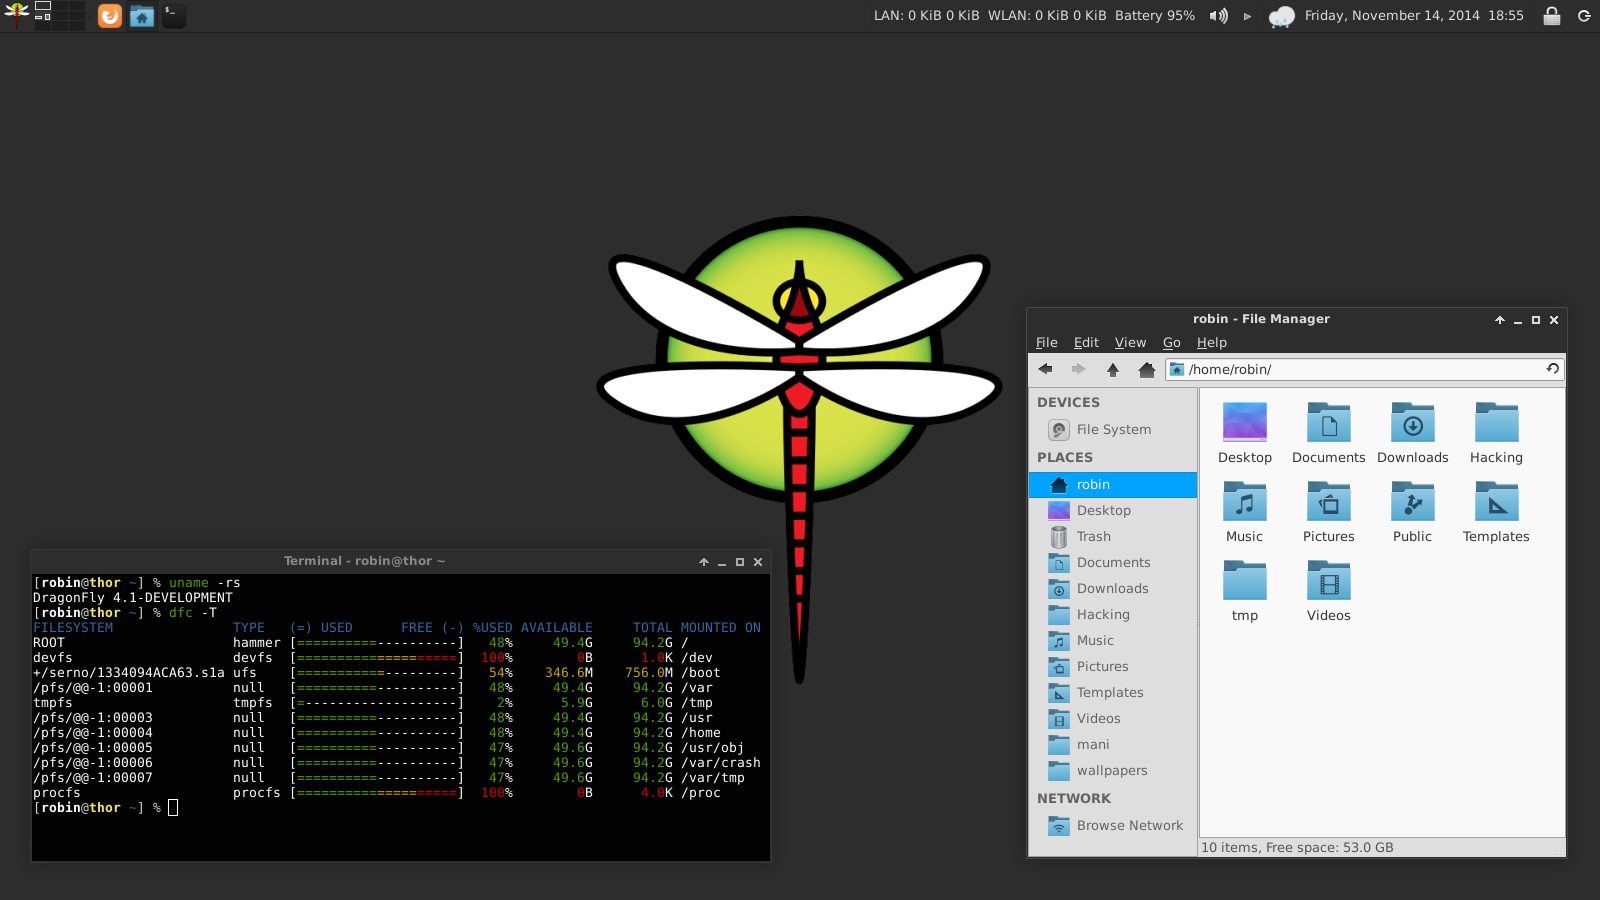 LAN: 0 KiB 0 KiB  WLAN: 0 KiB 0 KiB  Battery 95%  Friday, November 14, 2014  18:55
Terminal - robin@thor ~
[robin@thor ~] % uname -rs
DragonFly 4.1-DEVELOPMENT
[robin@thor ~] % dfc -T
FILESYSTEM               TYPE   (=) USED      FREE (-) %USED AVAILABLE     TOTAL MOUNTED ON
ROOT                     hammer [==========----------]   48%     49.4G     94.2G /
devfs                    devfs  [====================]  100%        0B      1.0K /dev
+/serno/1334094ACA63.s1a ufs    [===========---------]   54%    346.6M    756.0M /boot
/pfs/@@-1:00001          null   [==========----------]   48%     49.4G     94.2G /var
tmpfs                    tmpfs  [=-------------------]    2%      5.9G      6.0G /tmp
/pfs/@@-1:00003          null   [==========----------]   48%     49.4G     94.2G /usr
/pfs/@@-1:00004          null   [==========----------]   48%     49.4G     94.2G /home
/pfs/@@-1:00005          null   [==========----------]   47%     49.6G     94.2G /usr/obj
/pfs/@@-1:00006          null   [==========----------]   47%     49.6G     94.2G /var/crash
/pfs/@@-1:00007          null   [==========----------]   47%     49.6G     94.2G /var/tmp
procfs                   procfs [====================]  100%        0B      4.0K /proc
[robin@thor ~] %
robin - File Manager
File Edit View Go Help
/home/robin/
DEVICES
File System
PLACES
robin
Desktop
Trash
Documents
Downloads
Hacking
Music
Pictures
Templates
Videos
mani
wallpapers
NETWORK
Browse Network
Desktop Documents Downloads Hacking
Music Pictures Public Templates
tmp Videos
10 items, Free space: 53.0 GB